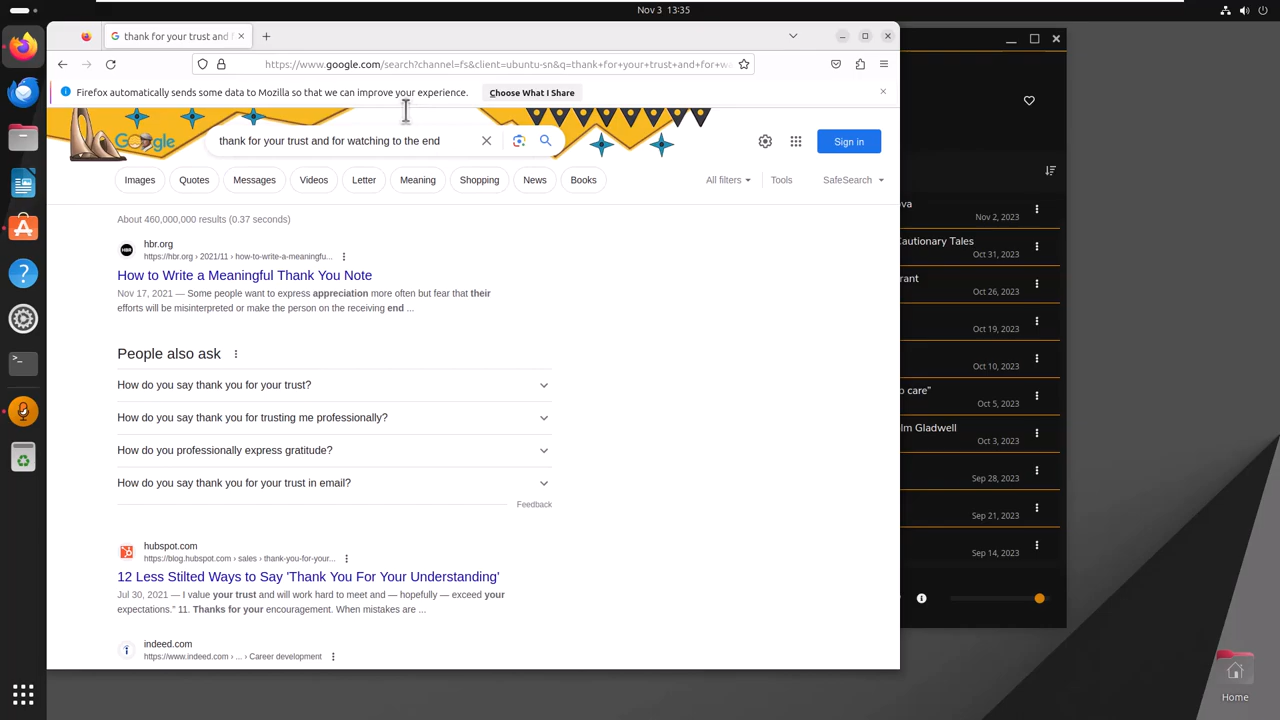 Nov 3 13:35
thank for your trust and f
https://www.google.com/search?channel=fs&client=ubuntu-sn&q=thank+for+your+trust+and+for+wa
Firefox automatically sends some data to Mozilla so that we can improve your experience.
Choose What I Share
Google
thank for your trust and for watching to the end
Sign in
Images
Quotes
Messages
Videos
Letter
Meaning
Shopping
News
Books
All filters
Tools
SafeSearch
About 460,000,000 results (0.37 seconds)
HBR
hbr.org
https://hbr.org › 2021/11 › how-to-write-a-meaningfu...
How to Write a Meaningful Thank You Note
Nov 17, 2021 — Some people want to express appreciation more often but fear that their
efforts will be misinterpreted or make the person on the receiving end ...
People also ask
How do you say thank you for your trust?
How do you say thank you for trusting me professionally?
How do you professionally express gratitude?
How do you say thank you for your trust in email?
Feedback
hubspot.com
https://blog.hubspot.com › sales › thank-you-for-your...
12 Less Stilted Ways to Say 'Thank You For Your Understanding'
Jul 30, 2021 — I value your trust and will work hard to meet and — hopefully — exceed your
expectations.” 11. Thanks for your encouragement. When mistakes are ...
indeed.com
https://www.indeed.com › ... › Career development
ova
Nov 2, 2023
Cautionary Tales
Oct 31, 2023
rant
Oct 26, 2023
Oct 19, 2023
Oct 10, 2023
o care"
Oct 5, 2023
lm Gladwell
Oct 3, 2023
Sep 28, 2023
Sep 21, 2023
Sep 14, 2023
Home